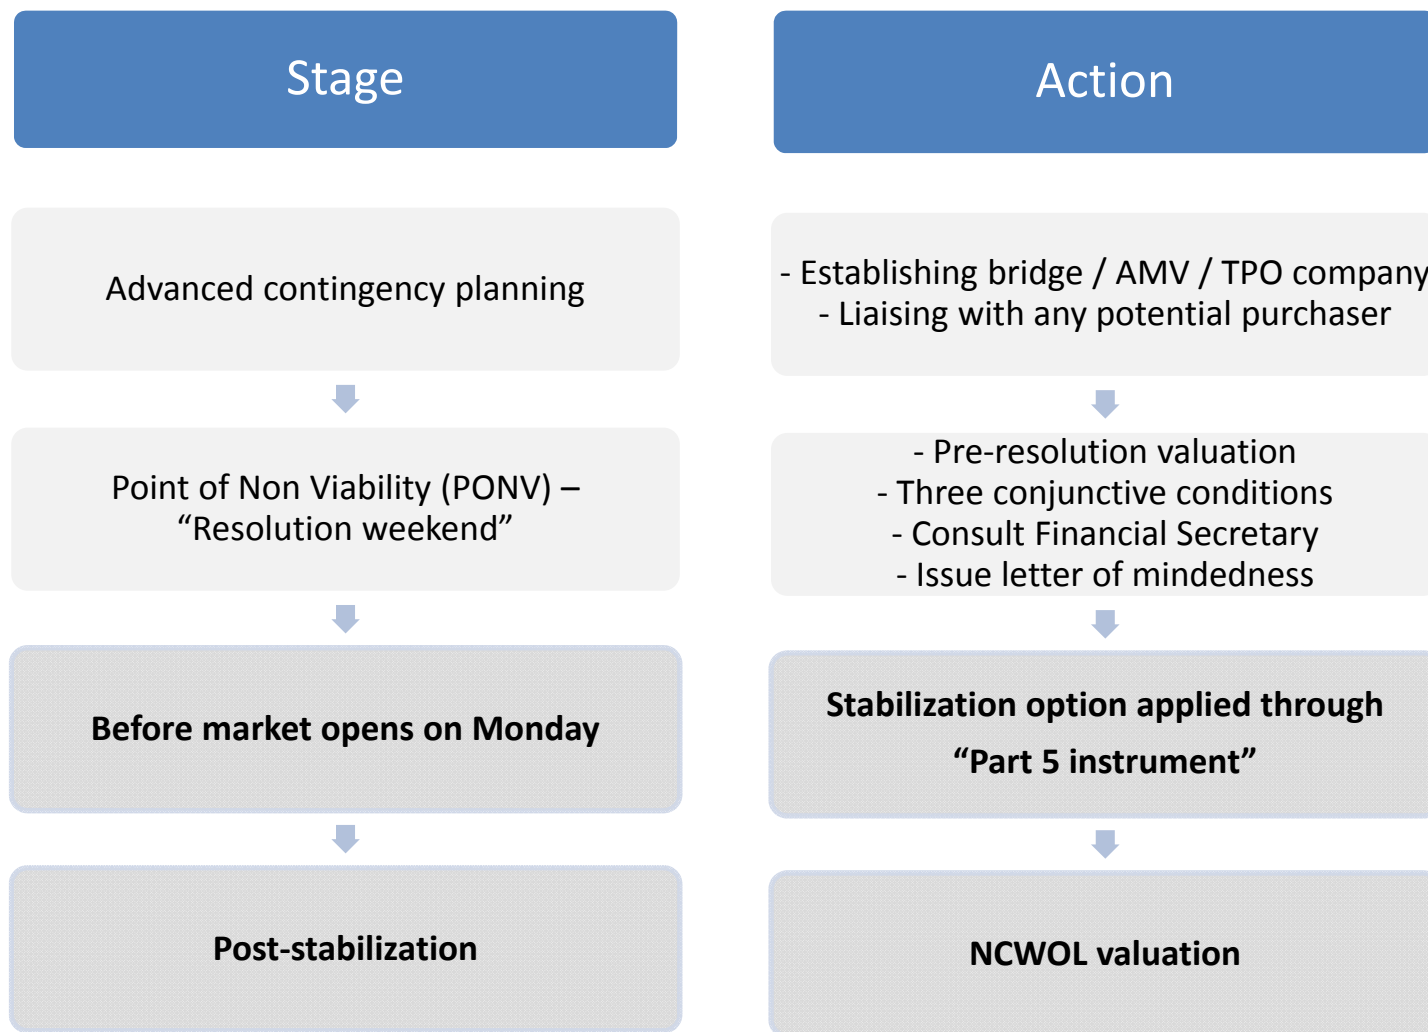 Stage
Action
Advanced contingency planning
- Establishing bridge / AMV / TPO company
- Liaising with any potential purchaser
Point of Non Viability (PONV) –
“Resolution weekend”
- Pre-resolution valuation
- Three conjunctive conditions
- Consult Financial Secretary
- Issue letter of mindedness
Before market opens on Monday
Stabilization option applied through
“Part 5 instrument”
Post-stabilization
NCWOL valuation